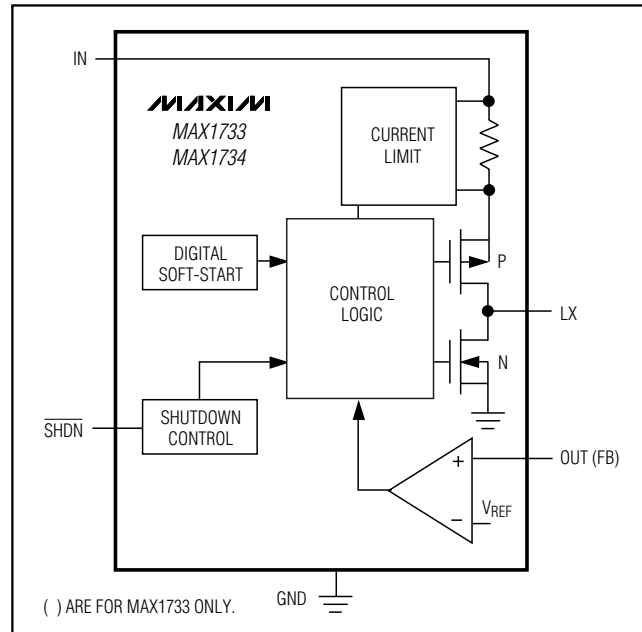 IN
MAXIM
MAX1733
MAX1734
CURRENT
LIMIT
DIGITAL
SOFT-START
CONTROL
LOGIC
P
LX
N
SHDN
SHUTDOWN
CONTROL
+
OUT (FB)
VREF
−
( ) ARE FOR MAX1733 ONLY.
GND